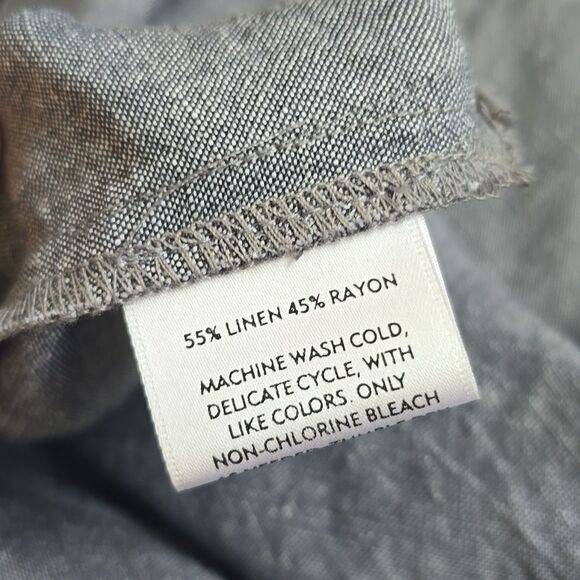 55% LINEN 45% RAYON
MACHINE WASH COLD,
DELICATE CYCLE, WITH
LIKE COLORS. ONLY
NON-CHLORINE BLEACH